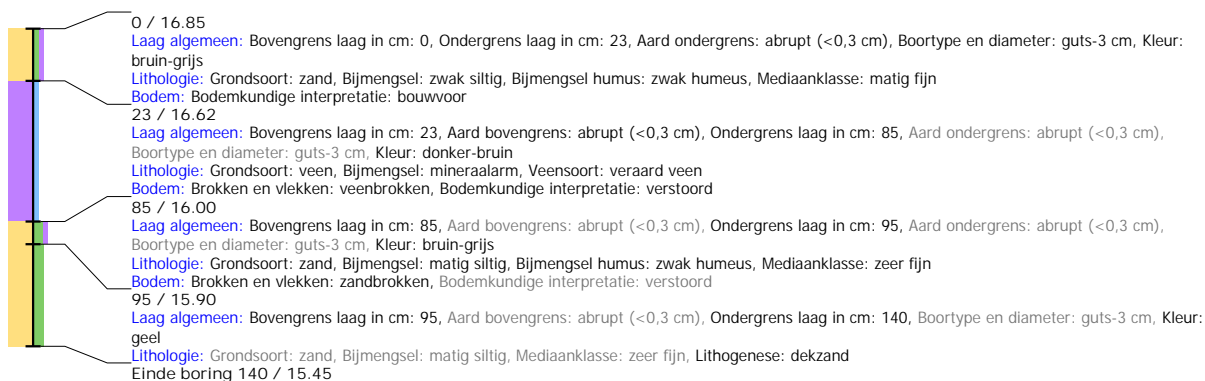 0 / 16.85
Laag algemeen: Bovengrens laag in cm: 0, Ondergrens laag in cm: 23, Aard ondergrens: abrupt (<0,3 cm), Boortype en diameter: guts-3 cm, Kleur:
bruin-grijs
Lithologie: Grondsoort: zand, Bijmengsel: zwak siltig, Bijmengsel humus: zwak humeus, Mediaanklasse: matig fijn
Bodem: Bodemkundige interpretatie: bouwvoor
23 / 16.62
Laag algemeen: Bovengrens laag in cm: 23, Aard bovengrens: abrupt (<0,3 cm), Ondergrens laag in cm: 85, Aard ondergrens: abrupt (<0,3 cm),
Boortype en diameter: guts-3 cm, Kleur: donker-bruin
Lithologie: Grondsoort: veen, Bijmengsel: mineraalarm, Veensoort: veraard veen
Bodem: Brokken en vlekken: veenbrokken, Bodemkundige interpretatie: verstoord
85 / 16.00
Laag algemeen: Bovengrens laag in cm: 85, Aard bovengrens: abrupt (<0,3 cm), Ondergrens laag in cm: 95, Aard ondergrens: abrupt (<0,3 cm),
Boortype en diameter: guts-3 cm, Kleur: bruin-grijs
Lithologie: Grondsoort: zand, Bijmengsel: matig siltig, Bijmengsel humus: zwak humeus, Mediaanklasse: zeer fijn
Bodem: Brokken en vlekken: zandbrokken, Bodemkundige interpretatie: verstoord
95 / 15.90
Laag algemeen: Bovengrens laag in cm: 95, Aard bovengrens: abrupt (<0,3 cm), Ondergrens laag in cm: 140, Boortype en diameter: guts-3 cm, Kleur:
geel
Lithologie: Grondsoort: zand, Bijmengsel: matig siltig, Mediaanklasse: zeer fijn, Lithogenese: dekzand
Einde boring 140 / 15.45